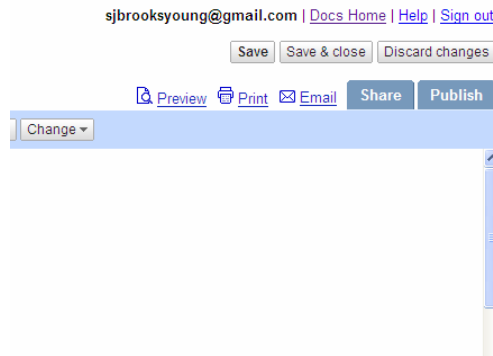 sjbrooksyoung@gmail.com | Docs Home | Help | Sign out
Save Save & close Discard changes
Preview Print Email Share Publish
Change